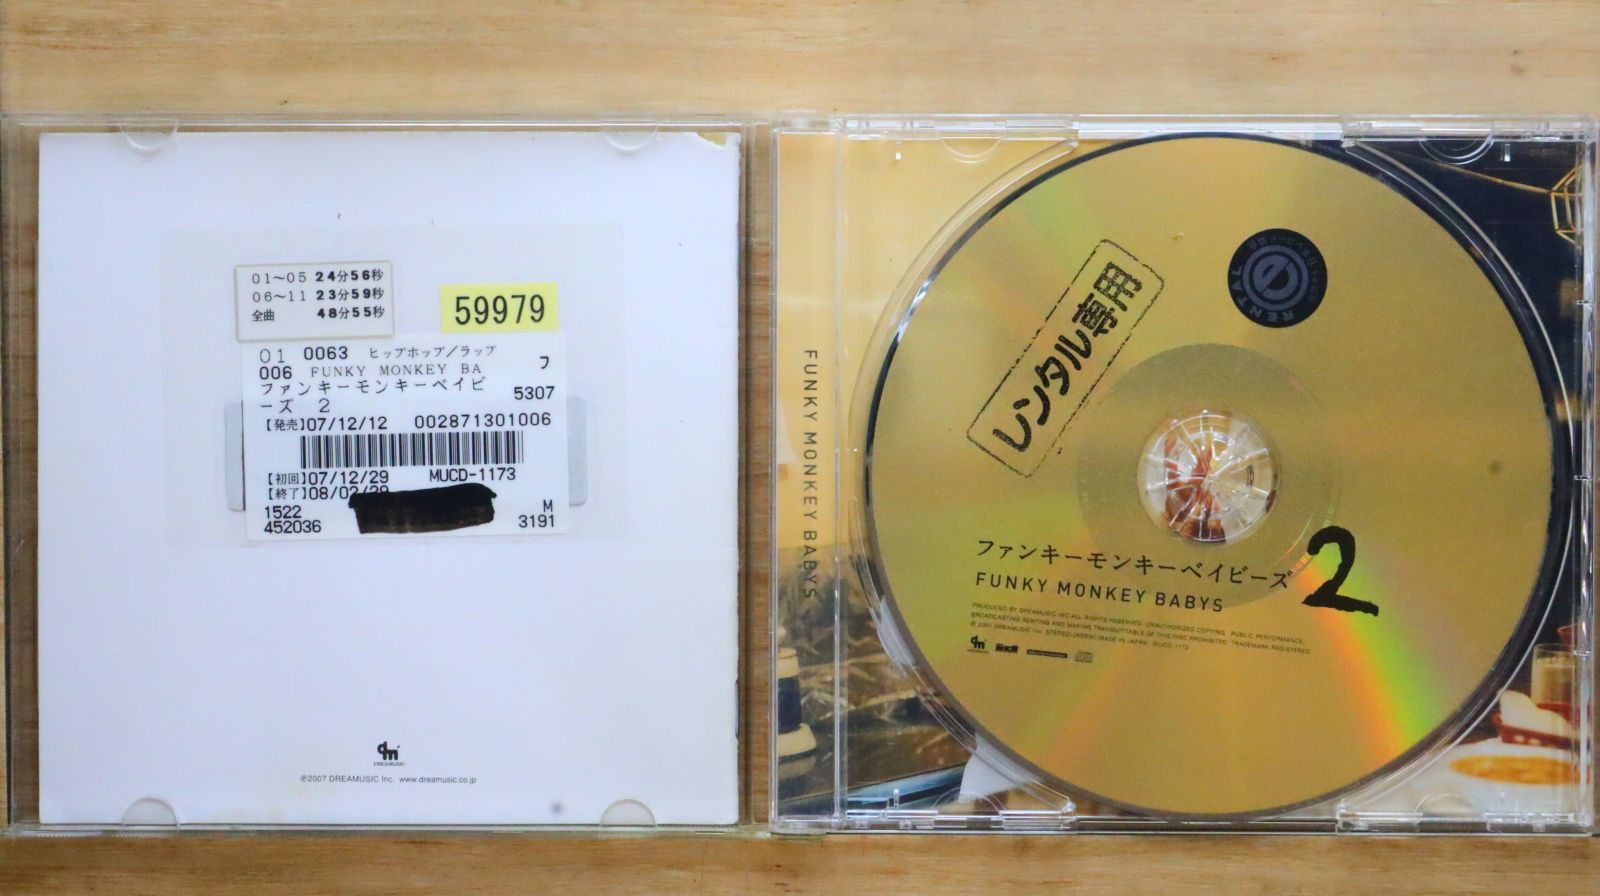 01～05 24分56秒
06～11 23分59秒
全曲 48分55秒
59979
01 0063 ヒップホップ／ラップ
006 FUNKY MONKEY BA フ
ファンキーモンキーベイビ
ーズ 2 5307
【発売】07/12/12 002871301006
【初回】07/12/29 MUCD-1173
【終了】08/02/29
1522 M
452036 3191
dm
DREAMUSIC
℗2007 DREAMUSIC Inc. www.dreamusic.co.jp
FUNKY MONKEY BABYS
RENTAL
レンタル専用
ファンキーモンキーベイビーズ 2
FUNKY MONKEY BABYS
PRODUCED BY DREAMUSIC INC. ALL RIGHTS RESERVED. UNAUTHORIZED COPYING, PUBLIC PERFORMANCE,
BROADCASTING RENTING AND MAKING TRANSMITTABLE OF THIS DISC PROHIBITED. TRADEMARK REGISTERED.
℗ 2007 DREAMUSIC Inc. STEREO/JASRAC MADE IN JAPAN MUCD-1173
dm